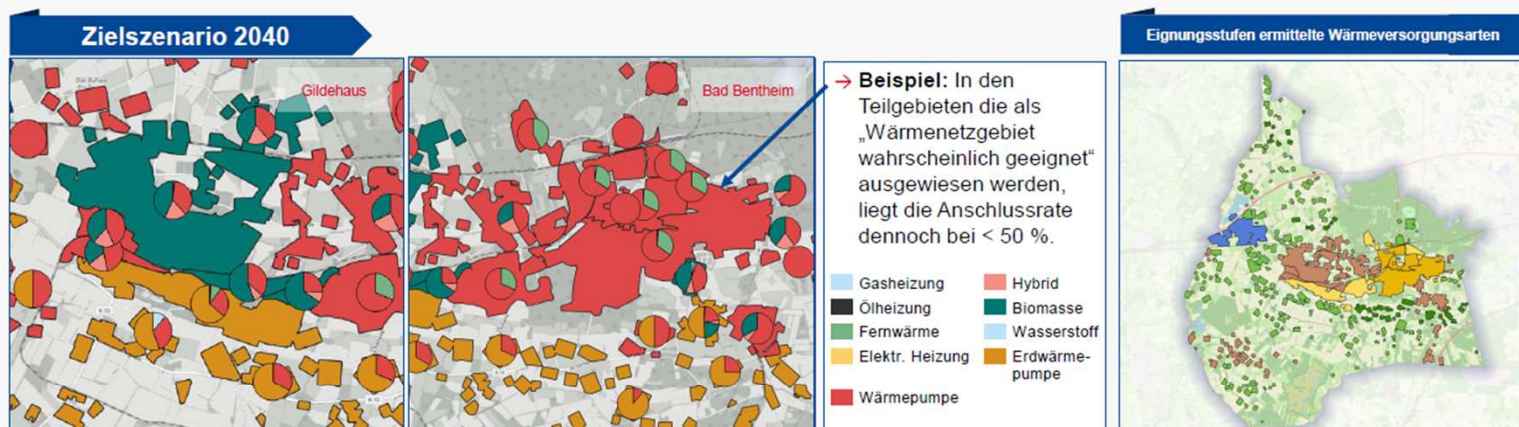 Zielszenario 2040
Eignungsstufen ermittelte Wärmeversorgungsarten
Gildehaus
Bad Bentheim
→ Beispiel: In den
Teilgebieten die als
„Wärmenetzgebiet
wahrscheinlich geeignet“
ausgewiesen werden,
liegt die Anschlussrate
dennoch bei < 50 %.
Gasheizung
Hybrid
Ölheizung
Biomasse
Fernwärme
Wasserstoff
Elektr. Heizung
Erdwärme-
pumpe
Wärmepumpe